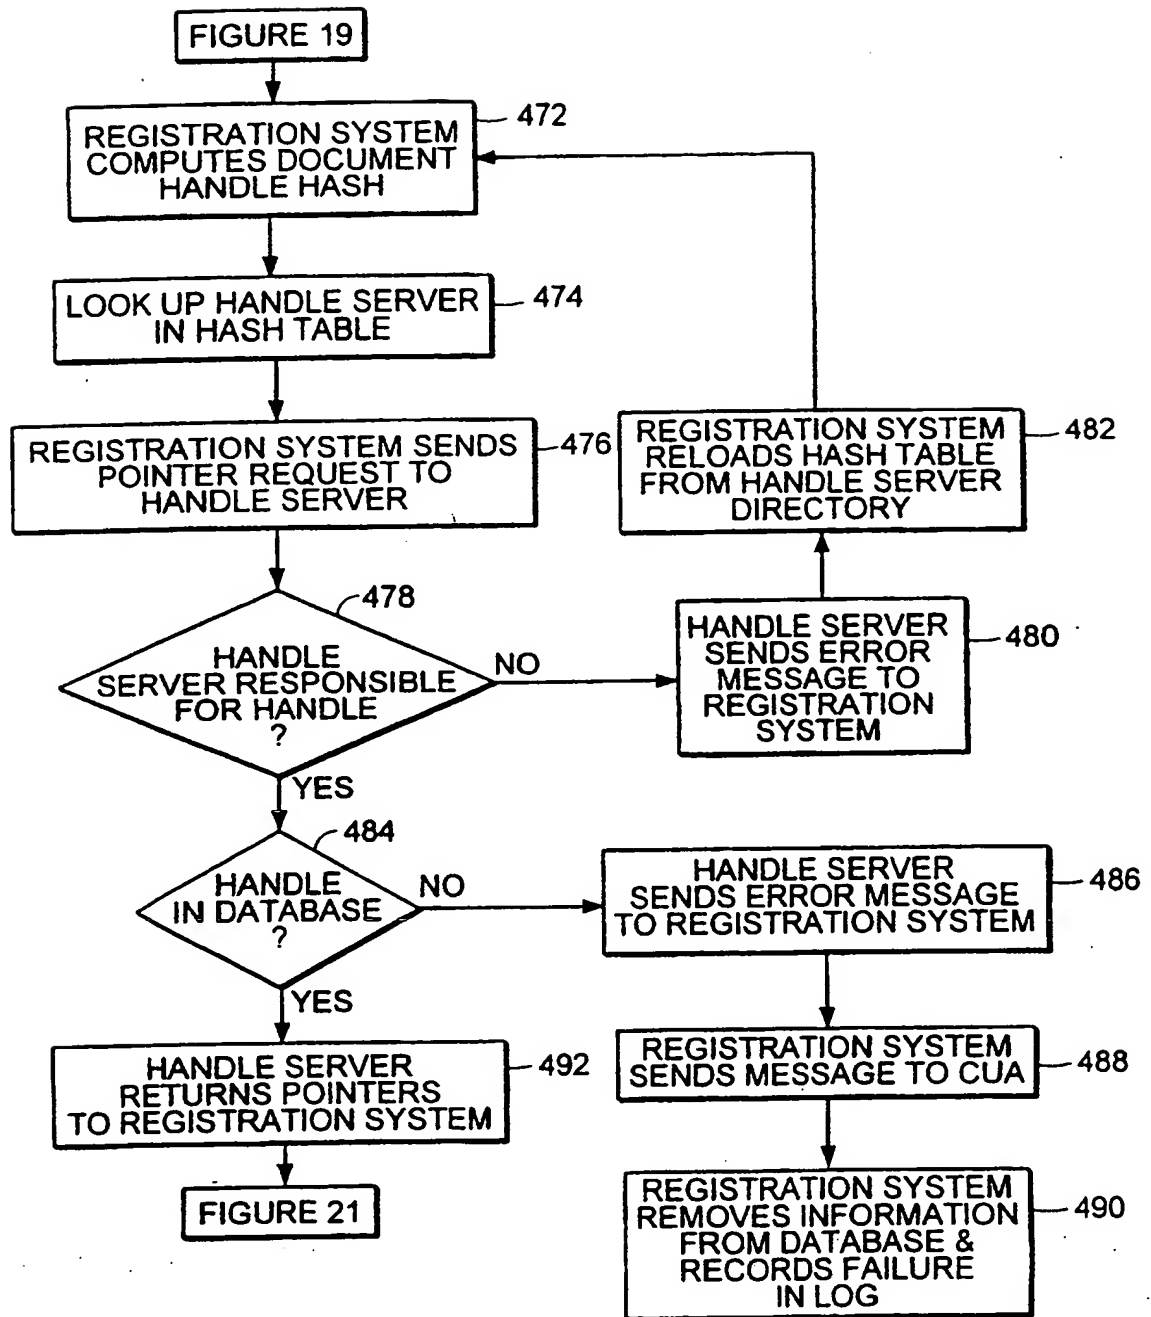 FIGURE 19
REGISTRATION SYSTEM
COMPUTES DOCUMENT
HANDLE HASH
472
LOOK UP HANDLE SERVER
IN HASH TABLE
474
REGISTRATION SYSTEM SENDS
POINTER REQUEST TO
HANDLE SERVER
476
REGISTRATION SYSTEM
RELOADS HASH TABLE
FROM HANDLE SERVER
DIRECTORY
482
478
HANDLE
SERVER RESPONSIBLE
FOR HANDLE
?
NO
HANDLE SERVER
SENDS ERROR
MESSAGE TO
REGISTRATION
SYSTEM
480
YES
484
HANDLE
IN DATABASE
?
NO
HANDLE SERVER
SENDS ERROR MESSAGE
TO REGISTRATION SYSTEM
486
YES
HANDLE SERVER
RETURNS POINTERS
TO REGISTRATION SYSTEM
492
REGISTRATION SYSTEM
SENDS MESSAGE TO CUA
488
FIGURE 21
REGISTRATION SYSTEM
REMOVES INFORMATION
FROM DATABASE &
RECORDS FAILURE
IN LOG
490